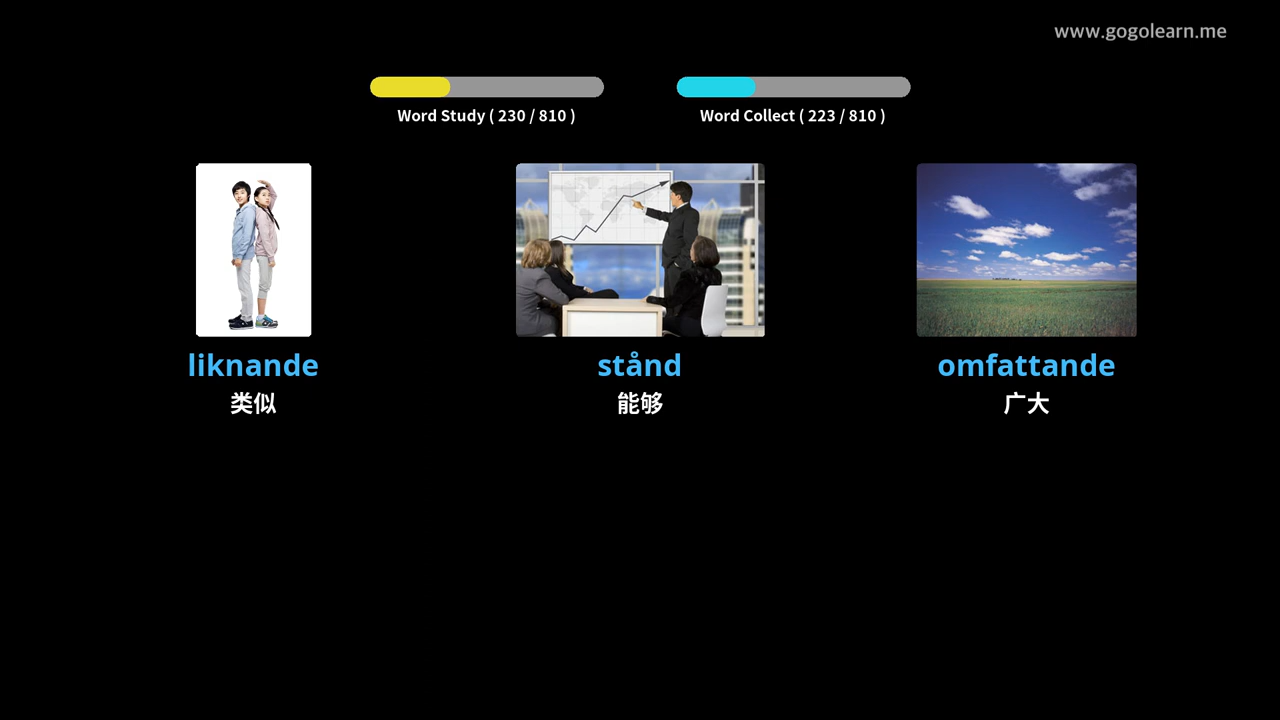 www.gogolearn.me
Word Study ( 230 / 810 )
Word Collect ( 223 / 810 )
liknande
stånd
omfattande
类似
能够
广大